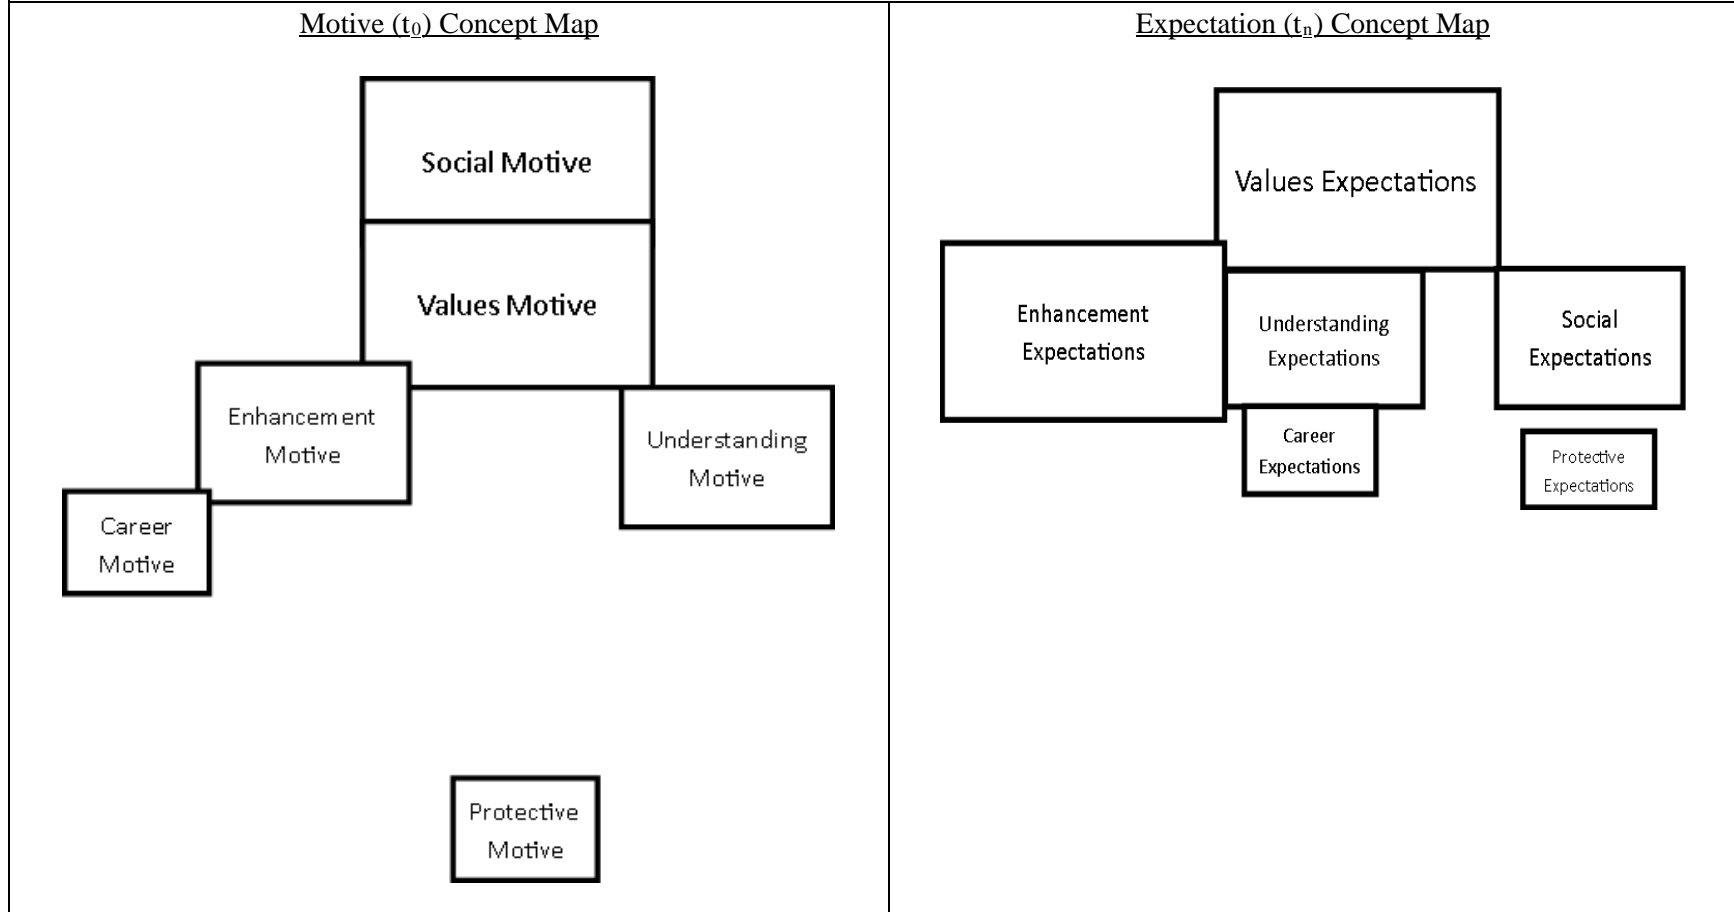 Motive (t0) Concept Map
Social Motive
Values Motive
Enhancement
Motive
Understanding
Motive
Career
Motive
Protective
Motive
Expectation (tn) Concept Map
Values Expectations
Enhancement
Expectations
Understanding
Expectations
Social
Expectations
Career
Expectations
Protective
Expectations